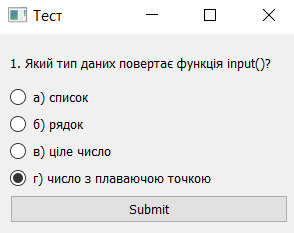 Тест
1. Який тип даних повертає функція input()?
а) список
б) рядок
в) ціле число
г) число з плаваючою точкою
Submit